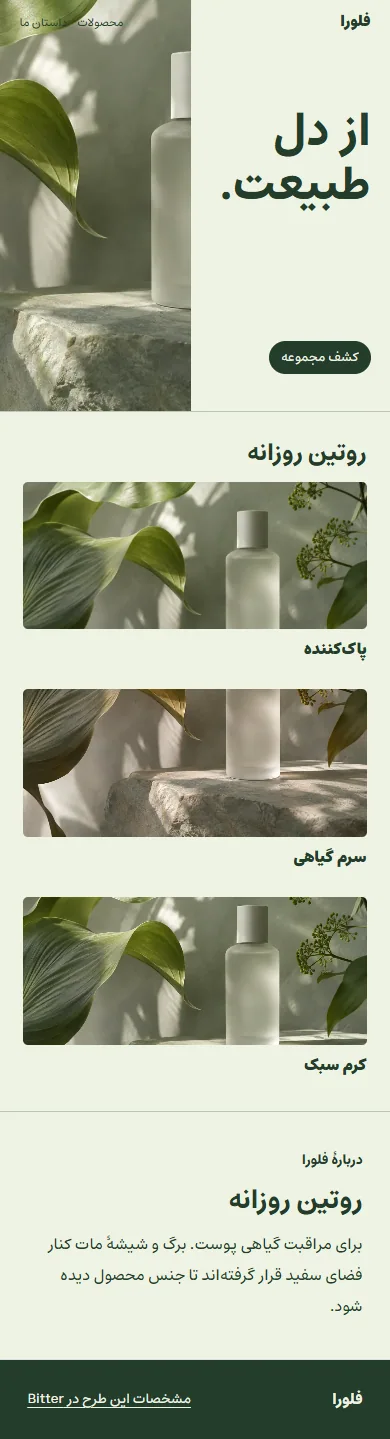 فلورا
محصولات داستان ما
از دل
طبیعت.
کشف مجموعه
روتین روزانه
پاک‌کننده
سرم گیاهی
کرم سبک
دربارهٔ فلورا
روتین روزانه
برای مراقبت گیاهی پوست. برگ و شیشهٔ مات کنار
فضای سفید قرار گرفته‌اند تا جنس محصول دیده
شود.
فلورا
مشخصات این طرح در Bitter